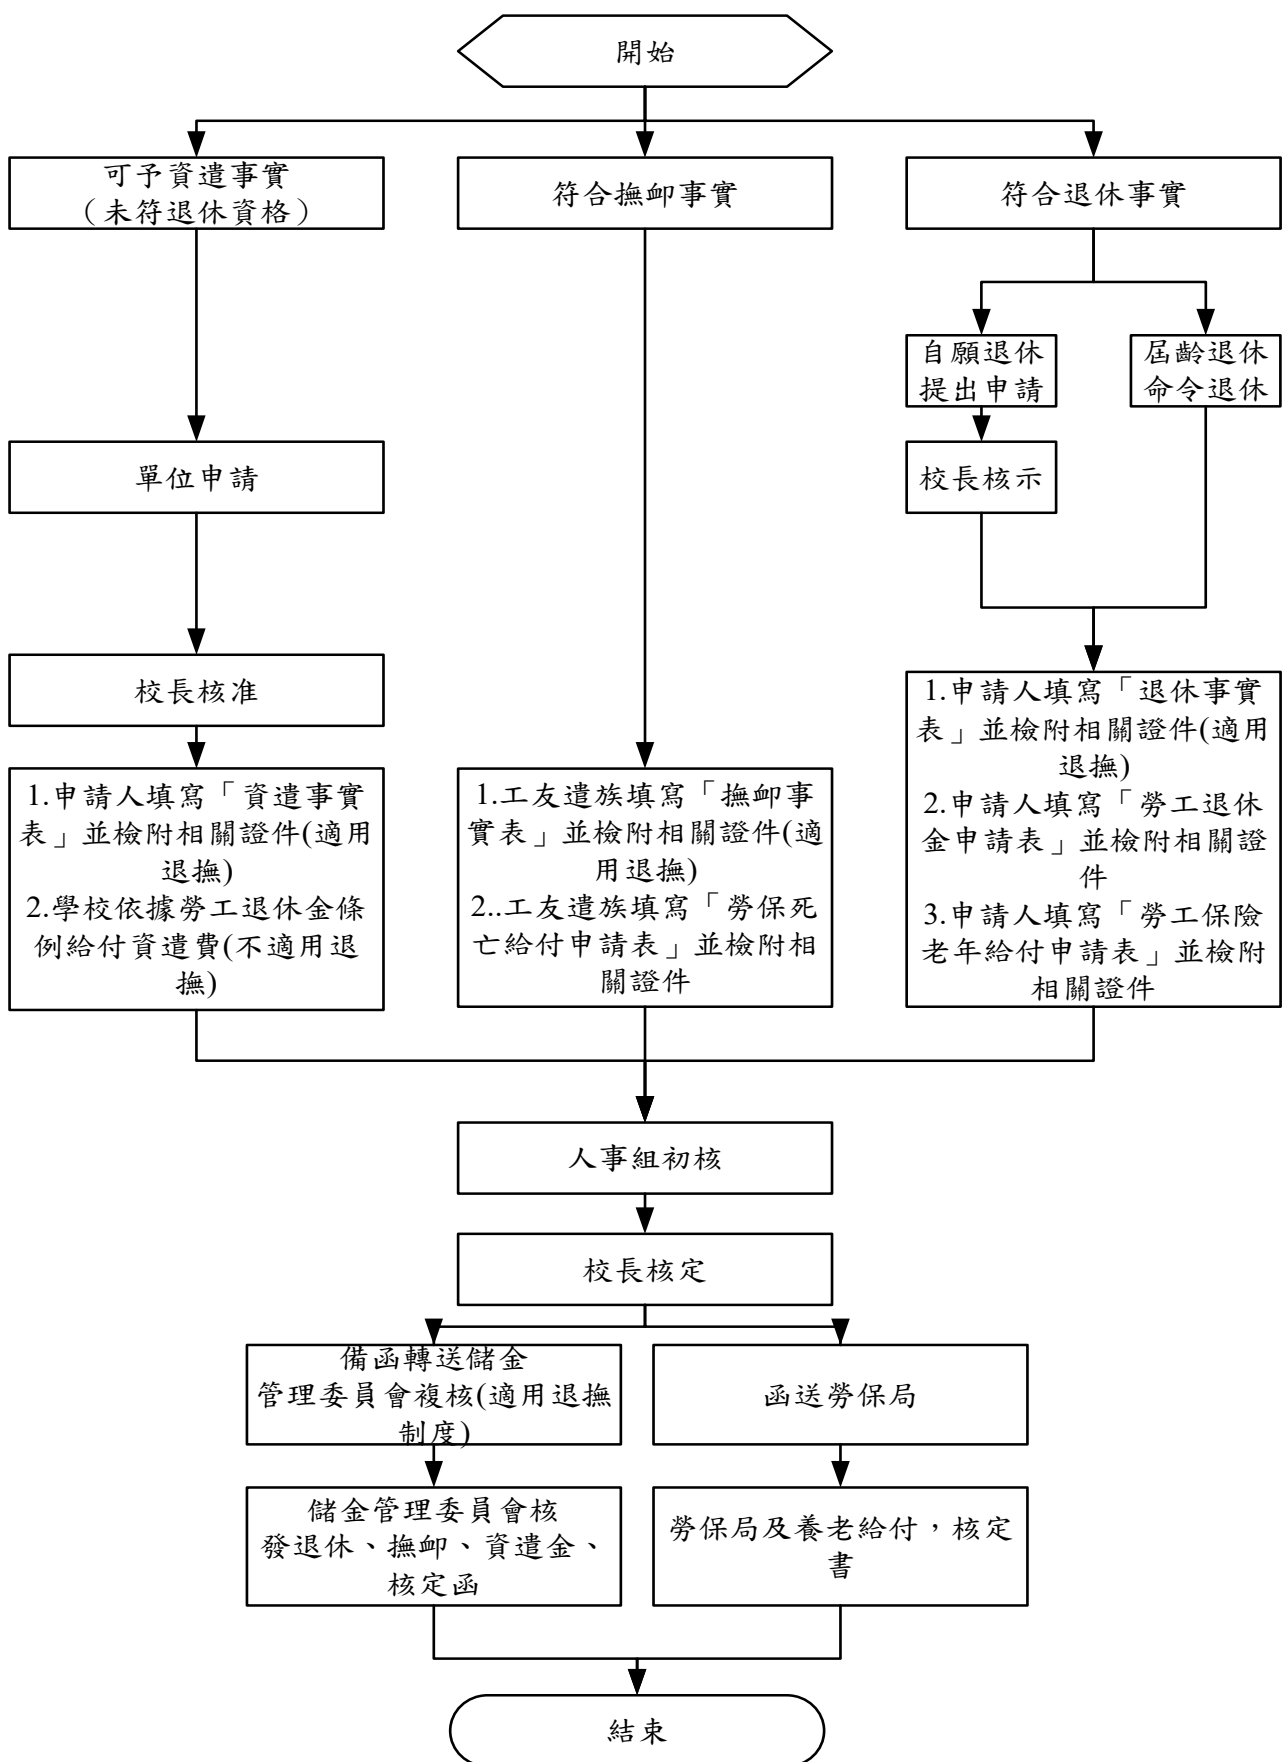 開始
可予資遣事實
（未符退休資格）
符合撫卹事實
符合退休事實
自願退休
提出申請
屆齡退休
命令退休
單位申請
校長核示
校長核准
1.申請人填寫「資遣事實
表」並檢附相關證件(適用
退撫)
2.學校依據勞工退休金條
例給付資遣費(不適用退
撫)
1.工友遺族填寫「撫卹事
實表」並檢附相關證件(適
用退撫)
2..工友遺族填寫「勞保死
亡給付申請表」並檢附相
關證件
1.申請人填寫「退休事實
表」並檢附相關證件(適用
退撫)
2.申請人填寫「勞工退休
金申請表」並檢附相關證
件
3.申請人填寫「勞工保險
老年給付申請表」並檢附
相關證件
人事組初核
校長核定
備函轉送儲金
管理委員會複核(適用退撫
制度)
函送勞保局
儲金管理委員會核
發退休、撫卹、資遣金、
核定函
勞保局及養老給付，核定
書
結束